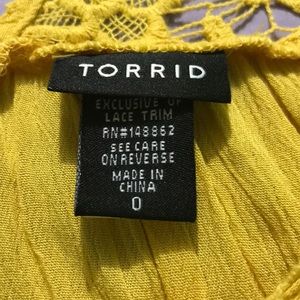 TORRID
EXCLUSIVE OF
LACE TRIM
RN#148862
SEE CARE
ON REVERSE
MADE IN
CHINA
0